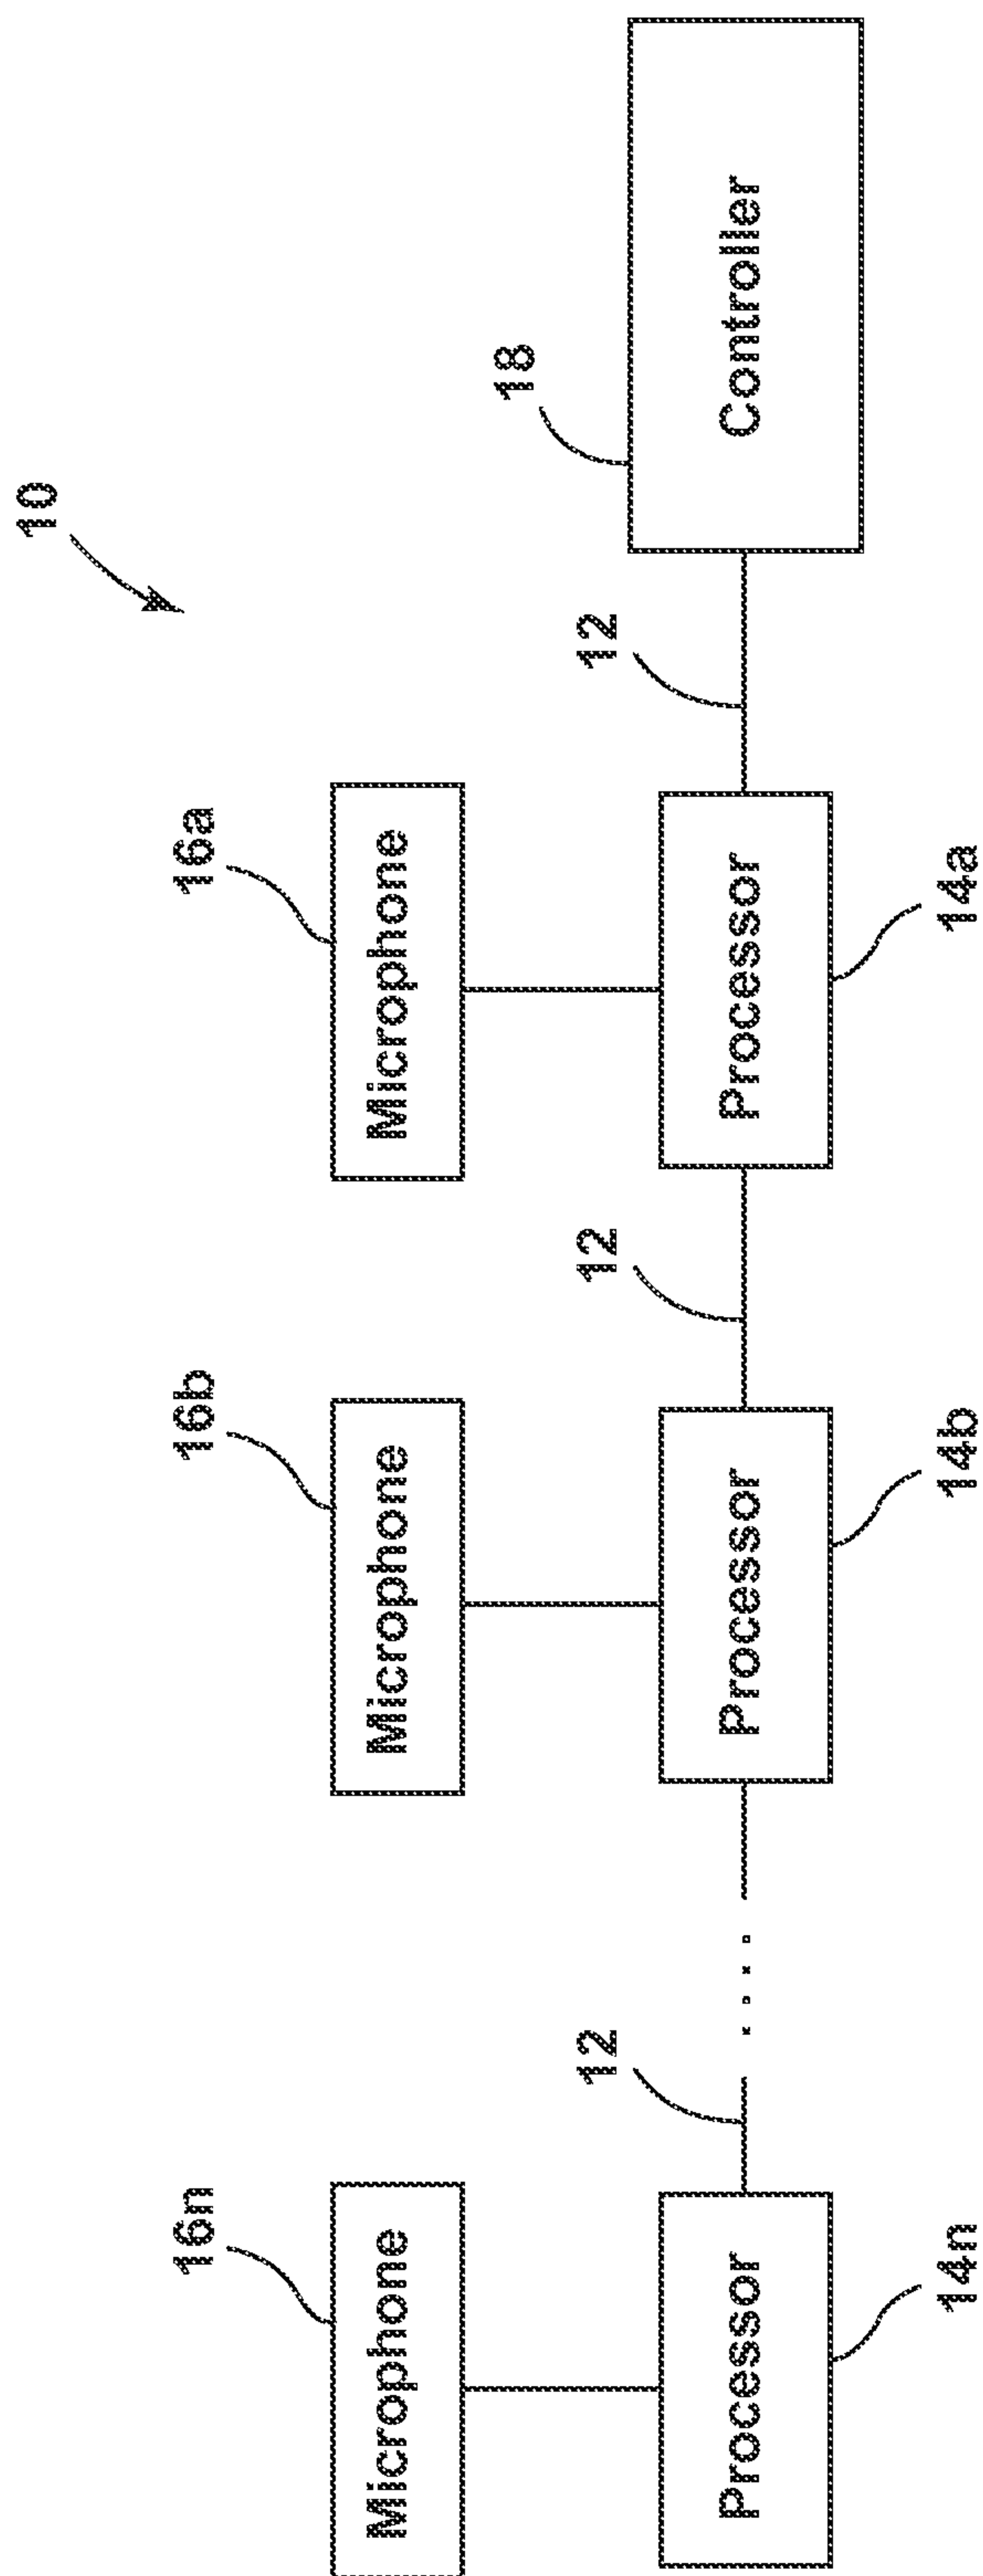 10
16n
16b
16a
Microphone
Microphone
Microphone
18
12
12
12
Processor
Processor
Processor
Controller
14n
14b
14a